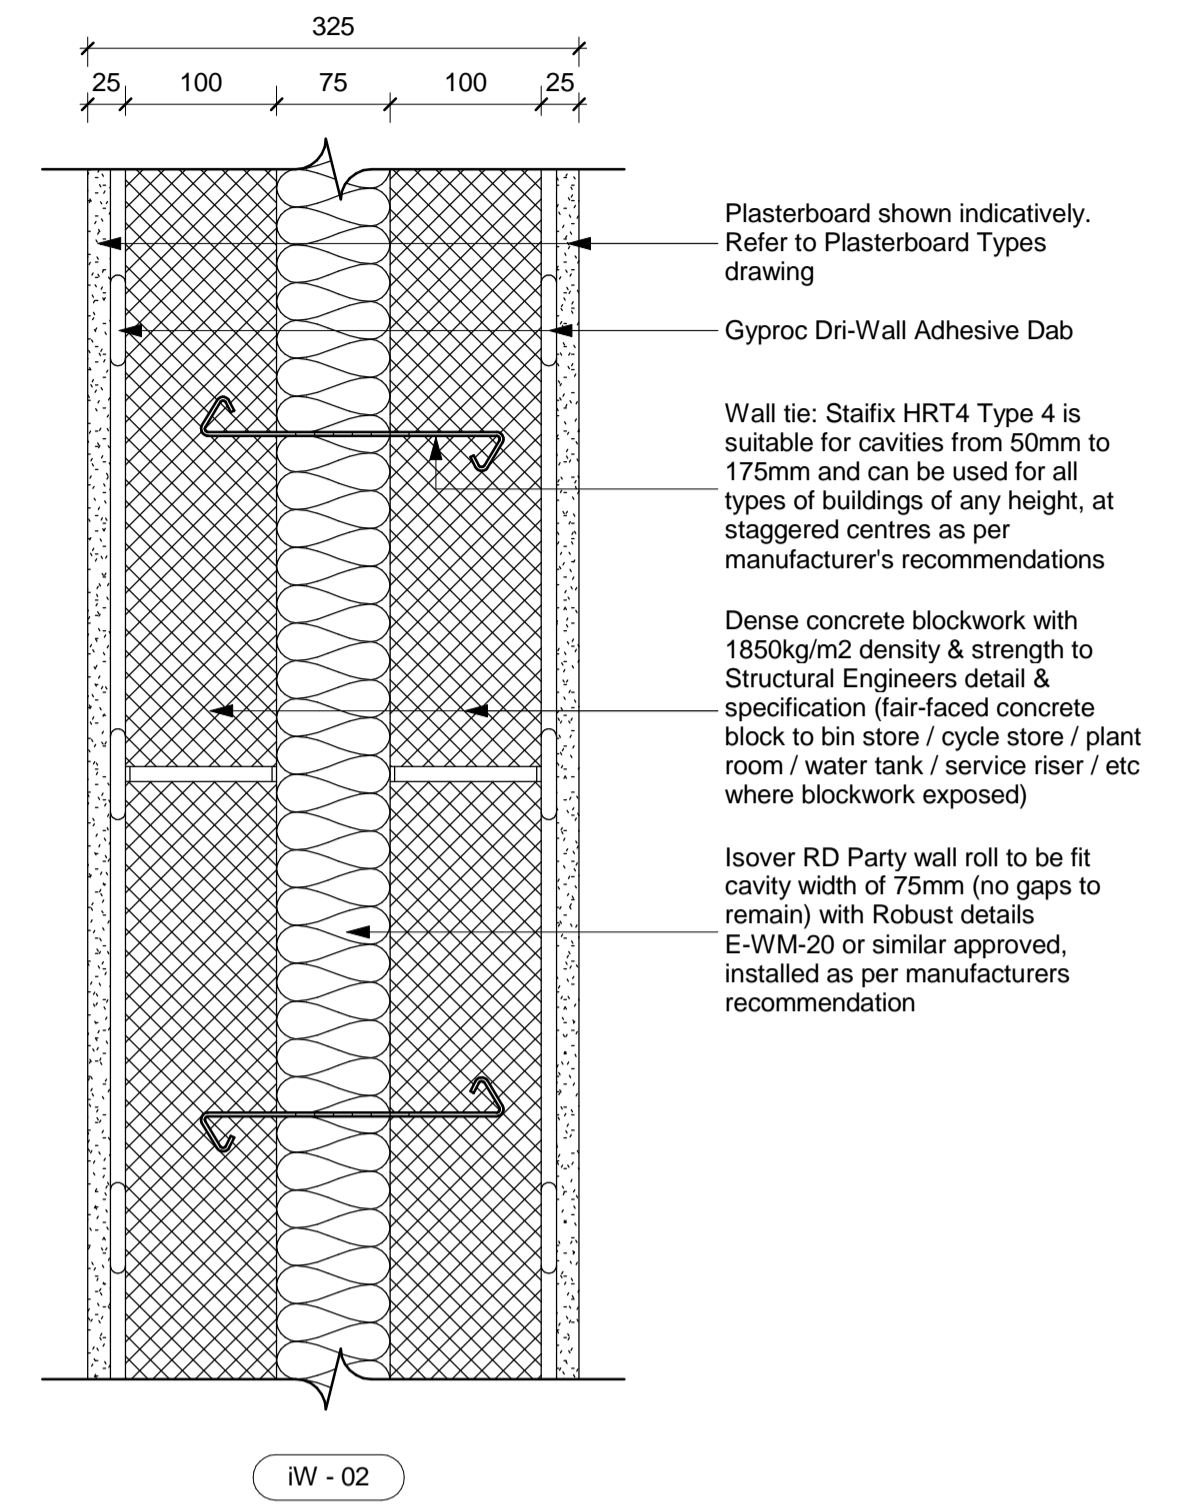 325
25 100 75 100 25
Plasterboard shown indicatively.
Refer to Plasterboard Types
drawing
Gyproc Dri-Wall Adhesive Dab
Wall tie: Staifix HRT4 Type 4 is
suitable for cavities from 50mm to
175mm and can be used for all
types of buildings of any height, at
staggered centres as per
manufacturer's recommendations
Dense concrete blockwork with
1850kg/m2 density & strength to
Structural Engineers detail &
specification (fair-faced concrete
block to bin store / cycle store / plant
room / water tank / service riser / etc
where blockwork exposed)
Isover RD Party wall roll to be fit
cavity width of 75mm (no gaps to
remain) with Robust details
E-WM-20 or similar approved,
installed as per manufacturers
recommendation
iW - 02